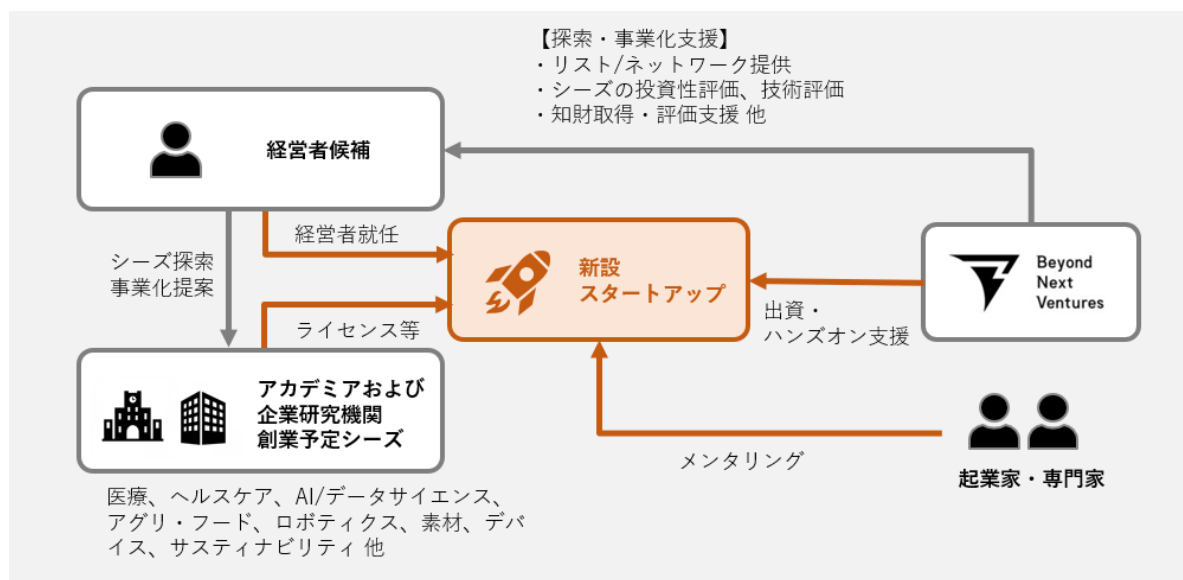 【探索・事業化支援】
・リスト/ネットワーク提供
・シーズの投資性評価、技術評価
・知財取得・評価支援 他
経営者候補
経営者就任
シーズ探索
事業化提案
新設
スタートアップ
Beyond
Next
Ventures
出資・
ハンズオン支援
ライセンス等
アカデミアおよび
企業研究機関
創業予定シーズ
メンタリング
起業家・専門家
医療、ヘルスケア、AI/データサイエンス、
アグリ・フード、ロボティクス、素材、デバ
イス、サスティナビリティ 他